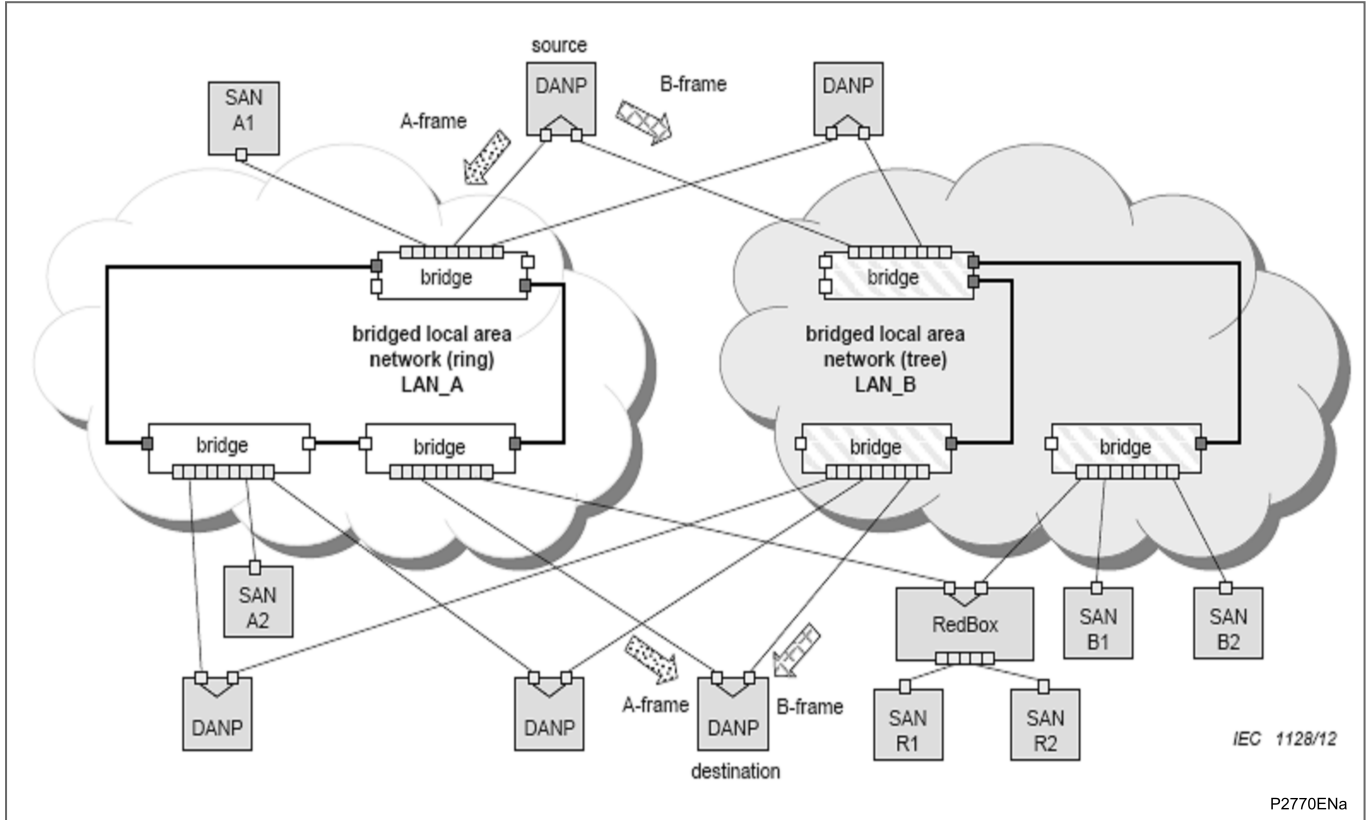 source
DANP
B-frame
DANP
SAN
A1
A-frame
bridge
bridge
bridged local area
network (ring)
LAN_A
bridged local area
network (tree)
LAN_B
bridge
bridge
bridge
bridge
SAN
A2
RedBox
SAN
B1
SAN
B2
DANP
DANP
A-frame
DANP
B-frame
destination
SAN
R1
SAN
R2
IEC 1128/12
P2770ENa